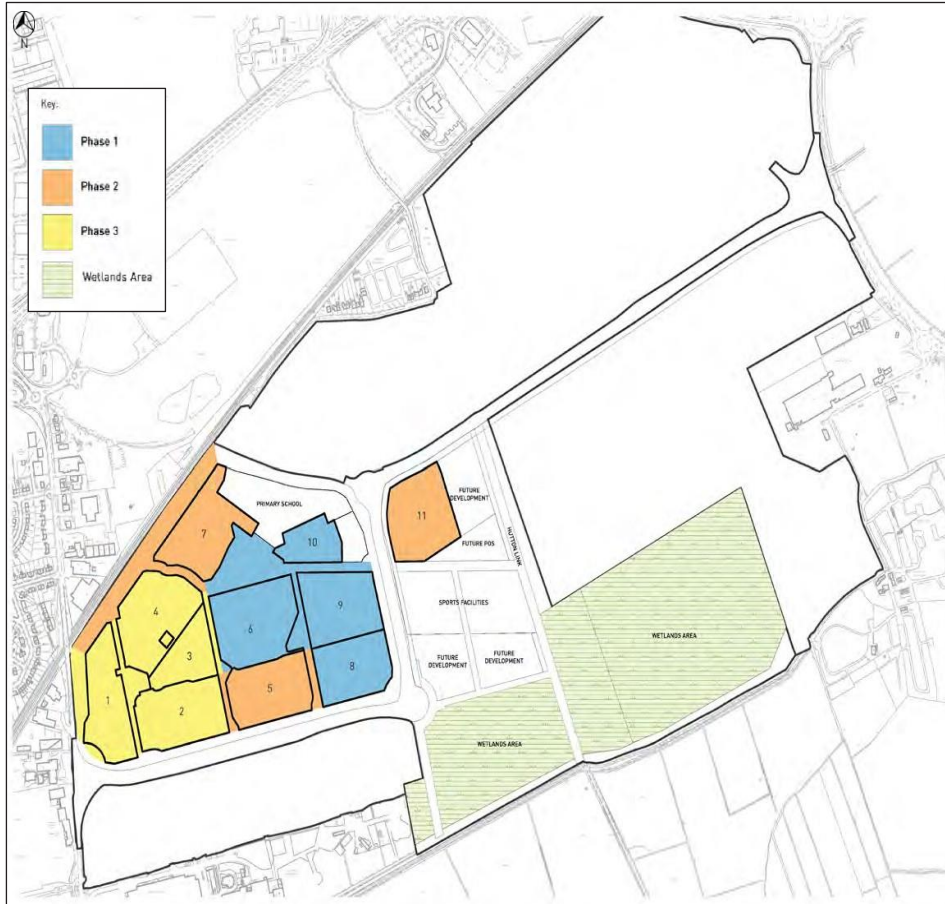 N
Key:
Phase 1
Phase 2
Phase 3
Wetlands Area
PRIMARY SCHOOL
7
10
11
FUTURE
DEVELOPMENT
FUTURE POS
HUTTON LINK
4
6
9
SPORTS FACILITIES
3
8
5
FUTURE
DEVELOPMENT
FUTURE
DEVELOPMENT
WETLANDS AREA
1
2
WETLANDS AREA